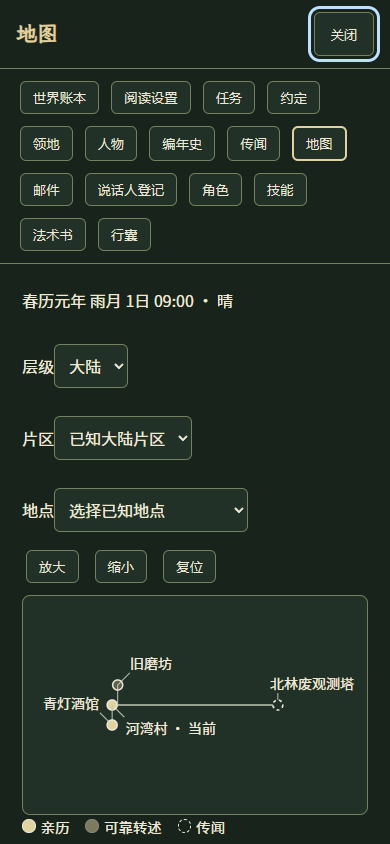 地图 关闭
世界账本 阅读设置 任务 约定
领地 人物 编年史 传闻 地图
邮件 说话人登记 角色 技能
法术书 行囊
春历元年 雨月 1日 09:00 · 晴
层级 大陆
片区 已知大陆片区
地点 选择已知地点
放大 缩小 复位
旧磨坊
北林废观测塔
青灯酒馆
河湾村 · 当前
亲历 可靠转述 传闻